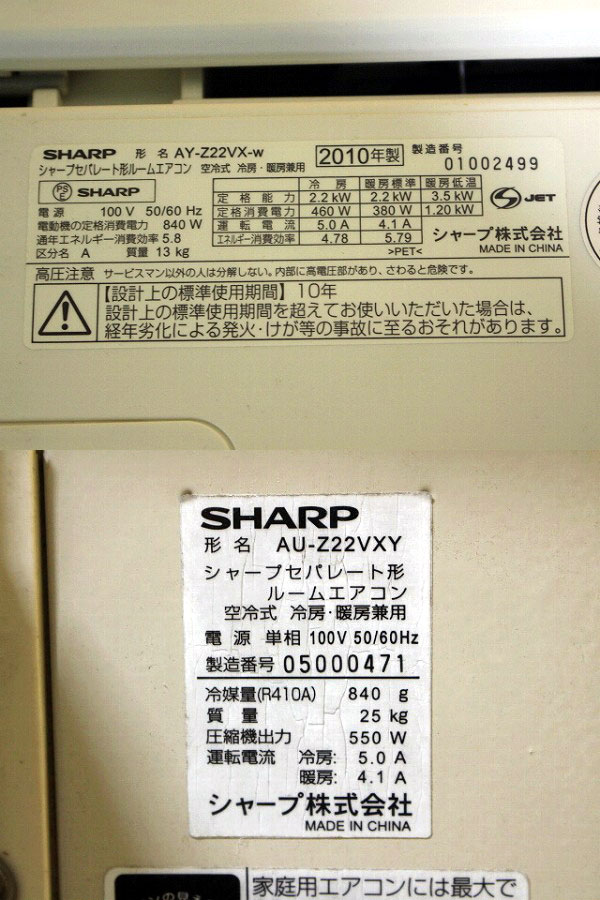 SHARP 形名 AY-Z22VX-w 2010年製 製造番号 01002499
シャープセパレート形ルームエアコン 空冷式 冷房・暖房兼用
PSE SHARP
電源 100 V 50/60 Hz
電動機の定格消費電力 840 W
通年エネルギー消費効率 5.8
区分名 A 質量 13 kg
冷房 暖房標準 暖房低温
定格能力 2.2 kW 2.2 kW 3.5 kW
定格消費電力 460 W 380 W 1.20 kW
運転電流 5.0 A 4.1 A
エネルギー消費効率 4.78 5.79
>PET<
JET
シャープ株式会社
MADE IN CHINA
高圧注意 サービスマン以外の人は分解しない。内部に高電圧部があり、さわると危険です。
【設計上の標準使用期間】10年
設計上の標準使用期間を超えてお使いいただいた場合は、
経年劣化による発火・けが等の事故に至るおそれがあります。
SHARP
形名 AU-Z22VXY
シャープセパレート形
ルームエアコン
空冷式 冷房・暖房兼用
電源 単相 100V 50/60Hz
製造番号 05000471
冷媒量(R410A) 840 g
質量 25 kg
圧縮機出力 550 W
運転電流 冷房: 5.0 A
暖房: 4.1 A
シャープ株式会社
MADE IN CHINA
家庭用エアコンには最大で